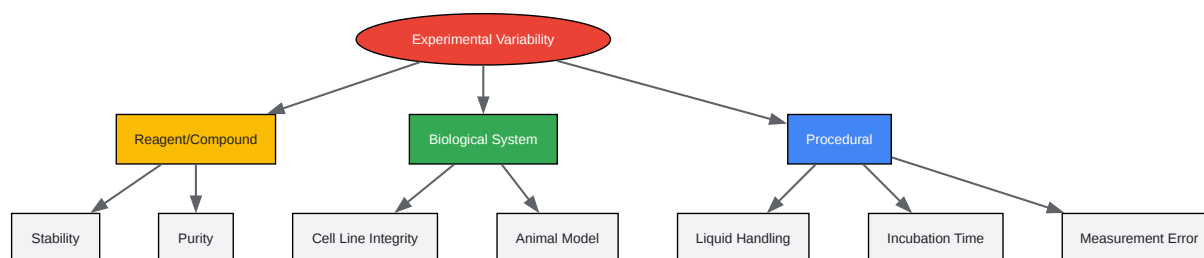 Experimental Variability
Reagent/Compound
Biological System
Procedural
Stability
Purity
Cell Line Integrity
Animal Model
Liquid Handling
Incubation Time
Measurement Error